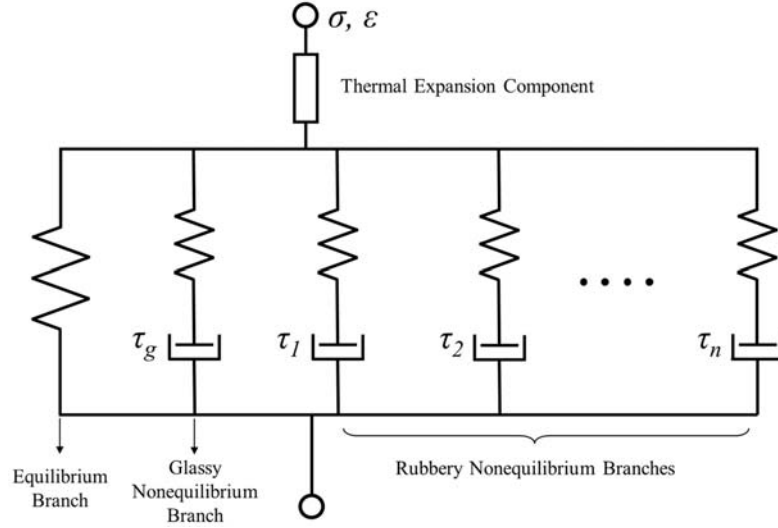 σ, ε
Thermal Expansion Component
τg
τ1
τ2
τn
Equilibrium
Branch
Glassy
Nonequilibrium
Branch
Rubbery Nonequilibrium Branches